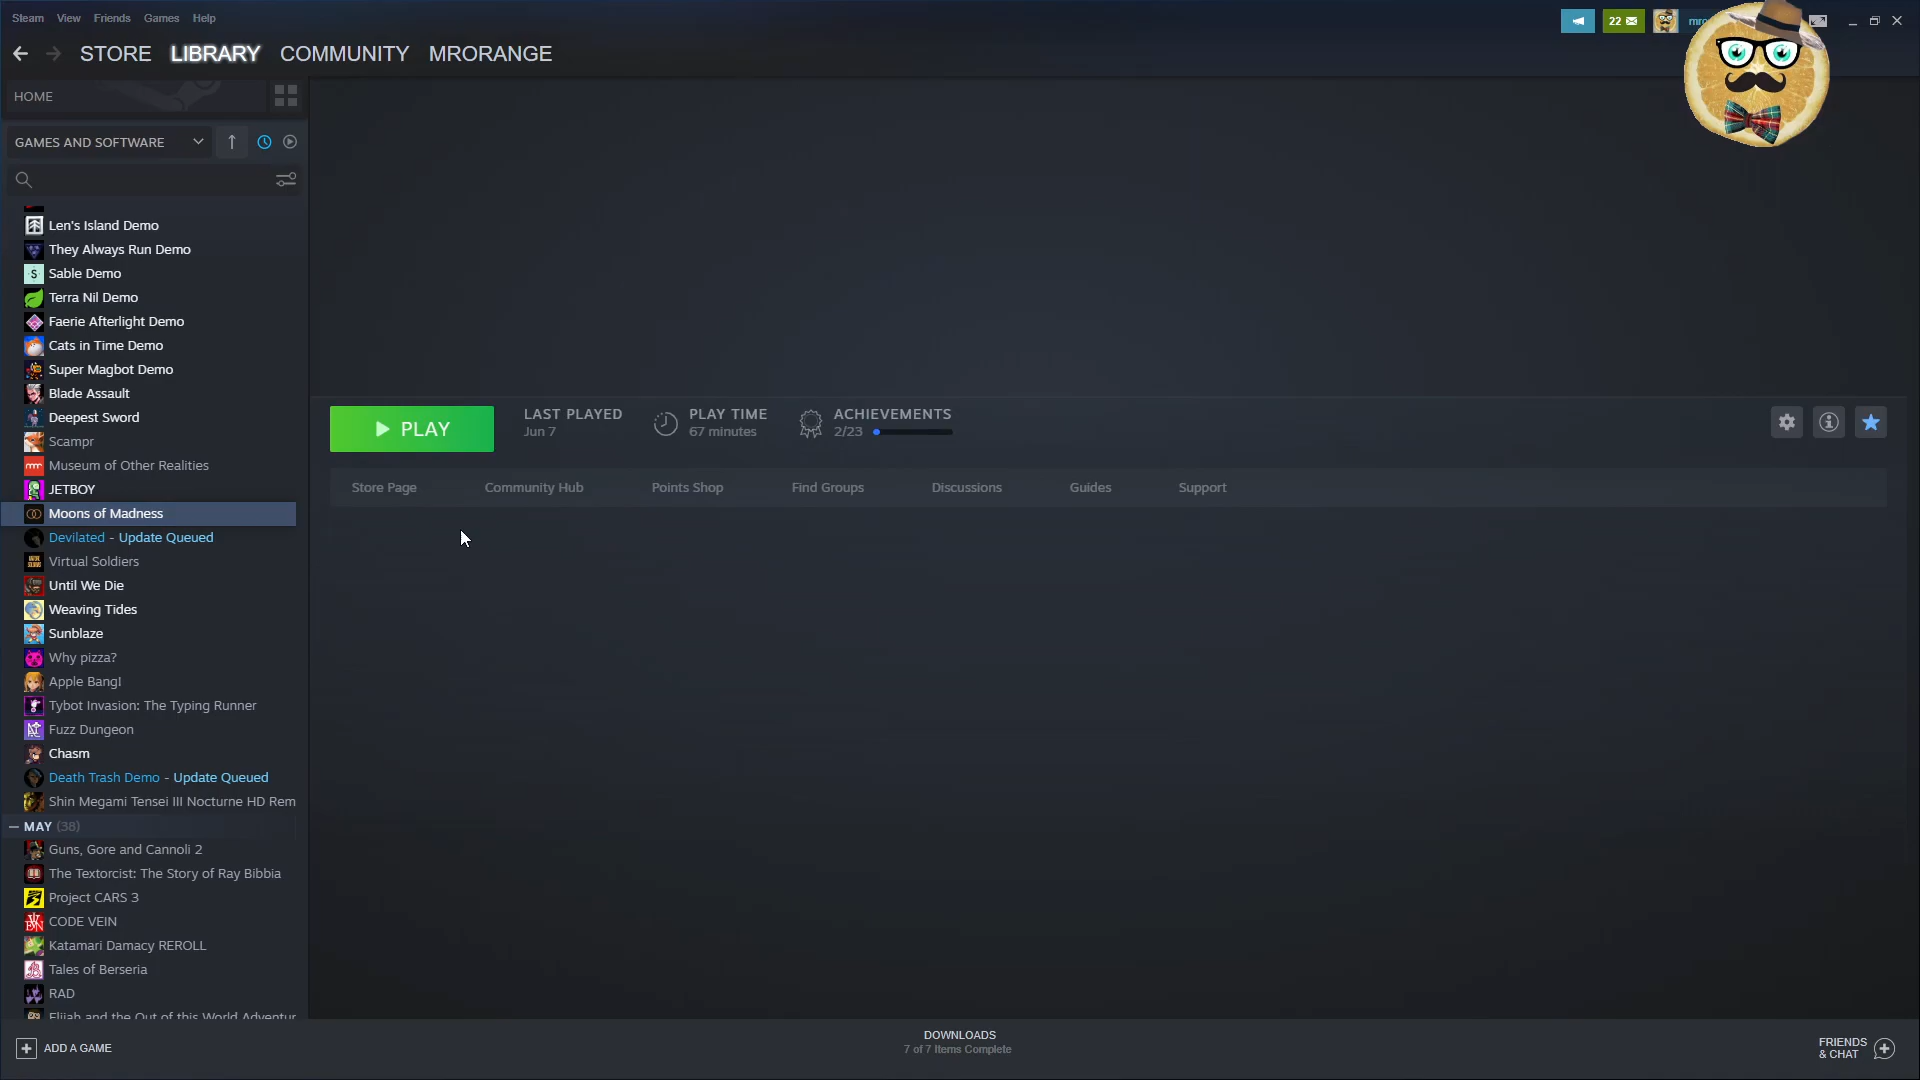 Steam View Friends Games Help
22
STORE LIBRARY COMMUNITY MRORANGE
HOME
GAMES AND SOFTWARE
Len's Island Demo
They Always Run Demo
Sable Demo
Terra Nil Demo
Faerie Afterlight Demo
Cats in Time Demo
Super Magbot Demo
Blade Assault
Deepest Sword
Scampr
Museum of Other Realities
JETBOY
Moons of Madness
Devilated - Update Queued
Virtual Soldiers
Until We Die
Weaving Tides
Sunblaze
Why pizza?
Apple Bang!
Tybot Invasion: The Typing Runner
Fuzz Dungeon
Chasm
Death Trash Demo - Update Queued
Shin Megami Tensei III Nocturne HD Rem
MAY (38)
Guns, Gore and Cannoli 2
The Textorcist: The Story of Ray Bibbia
Project CARS 3
CODE VEIN
Katamari Damacy REROLL
Tales of Berseria
RAD
Elijah and the Out of this World Adventur
PLAY
LAST PLAYED
Jun 7
PLAY TIME
67 minutes
ACHIEVEMENTS
2/23
Store Page Community Hub Points Shop Find Groups Discussions Guides Support
ADD A GAME
DOWNLOADS
7 of 7 Items Complete
FRIENDS
& CHAT